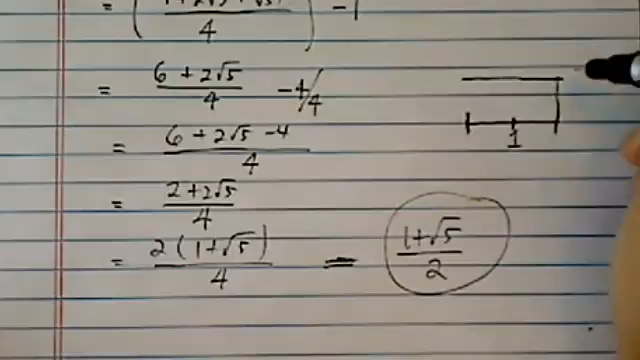 = ( 1 + 2√5 + √5 / 4 ) - 1
= 6 + 2√5 / 4 - 4/4
= 6 + 2√5 - 4 / 4
= 2 + 2√5 / 4
= 2 ( 1 + √5 ) / 4 = 1 + √5 / 2
1